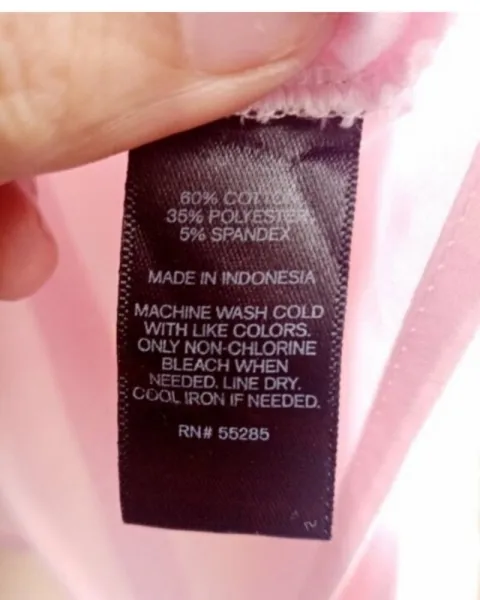 60% COTTON
35% POLYESTER
5% SPANDEX
MADE IN INDONESIA
MACHINE WASH COLD
WITH LIKE COLORS.
ONLY NON-CHLORINE
BLEACH WHEN
NEEDED. LINE DRY.
COOL IRON IF NEEDED.
RN# 55285